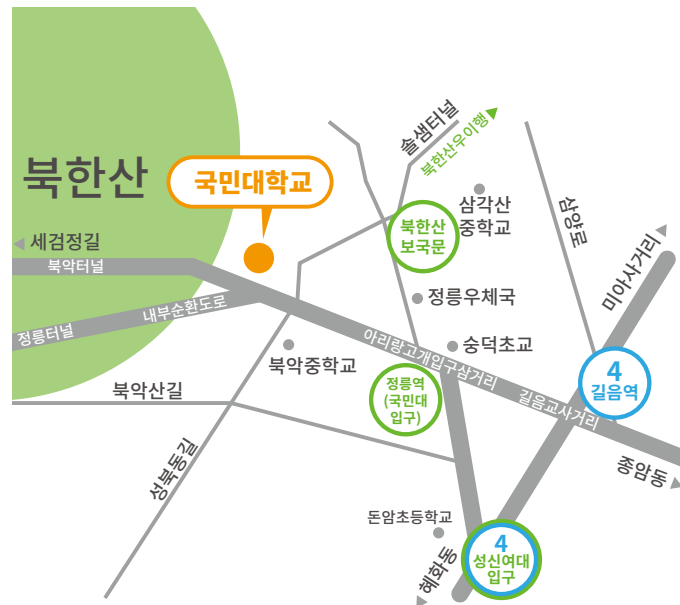 솔샘터널
북한산우이행
북한산
국민대학교
삼각산
중학교
삼양로
미아사거리
북한산
보국문
세검정길
북악터널
정릉우체국
내부순환도로
정릉터널
아리랑고개입구삼거리
숭덕초교
북악중학교
4
길음역
정릉역
(국민대
입구)
길음교사거리
북악산길
종암동
성북동길
돈암초등학교
4
성신여대
입구
혜화동